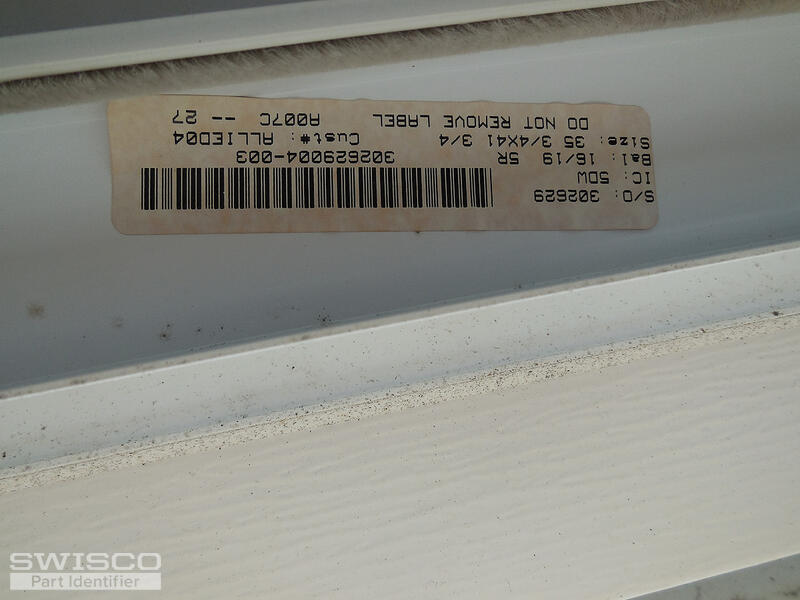 S/O: 302629
IC: 5DW
Bal: 16/19 5R 302629004-003
Size: 35 3/4X41 3/4 Cust#: ALLIED04
DO NOT REMOVE LABEL A007C -- 27
SWISCO
Part Identifier